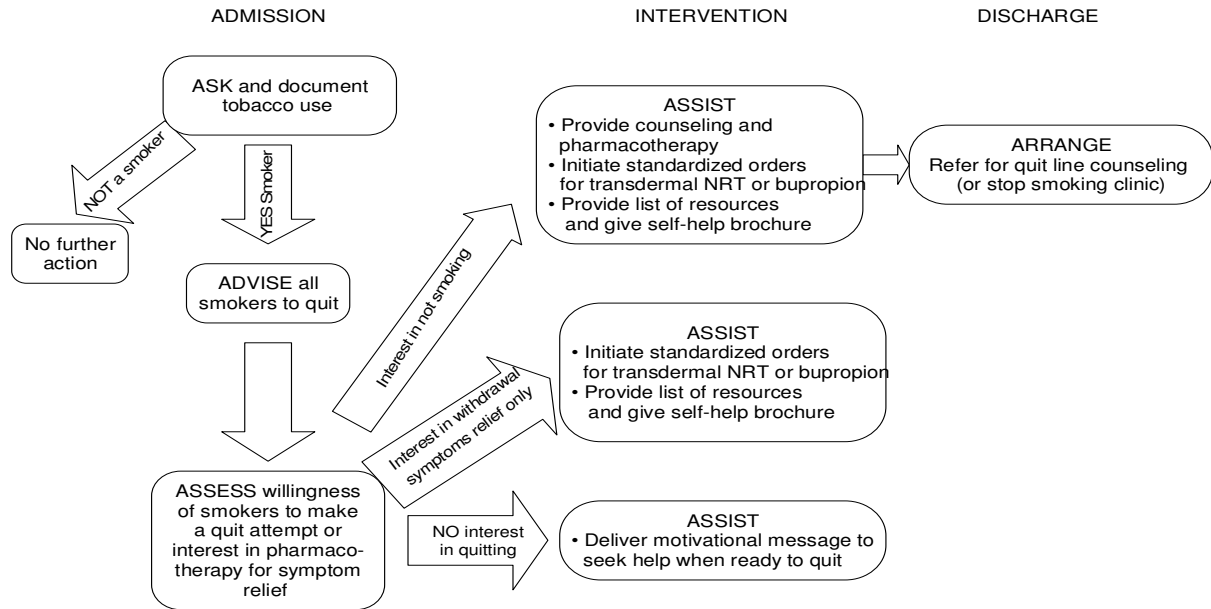 ADMISSION
INTERVENTION
DISCHARGE
ASK and document
tobacco use
NOT a smoker
YES Smoker
No further
action
ADVISE all
smokers to quit
ASSESS willingness
of smokers to make
a quit attempt or
interest in pharmaco-
therapy for symptom
relief
Interest in not smoking
Interest in withdrawal
symptoms relief only
NO interest
in quitting
ASSIST
• Provide counseling and
pharmacotherapy
• Initiate standardized orders
for transdermal NRT or bupropion
• Provide list of resources
and give self-help brochure
ASSIST
• Initiate standardized orders
for transdermal NRT or bupropion
• Provide list of resources
and give self-help brochure
ASSIST
• Deliver motivational message to
seek help when ready to quit
ARRANGE
Refer for quit line counseling
(or stop smoking clinic)